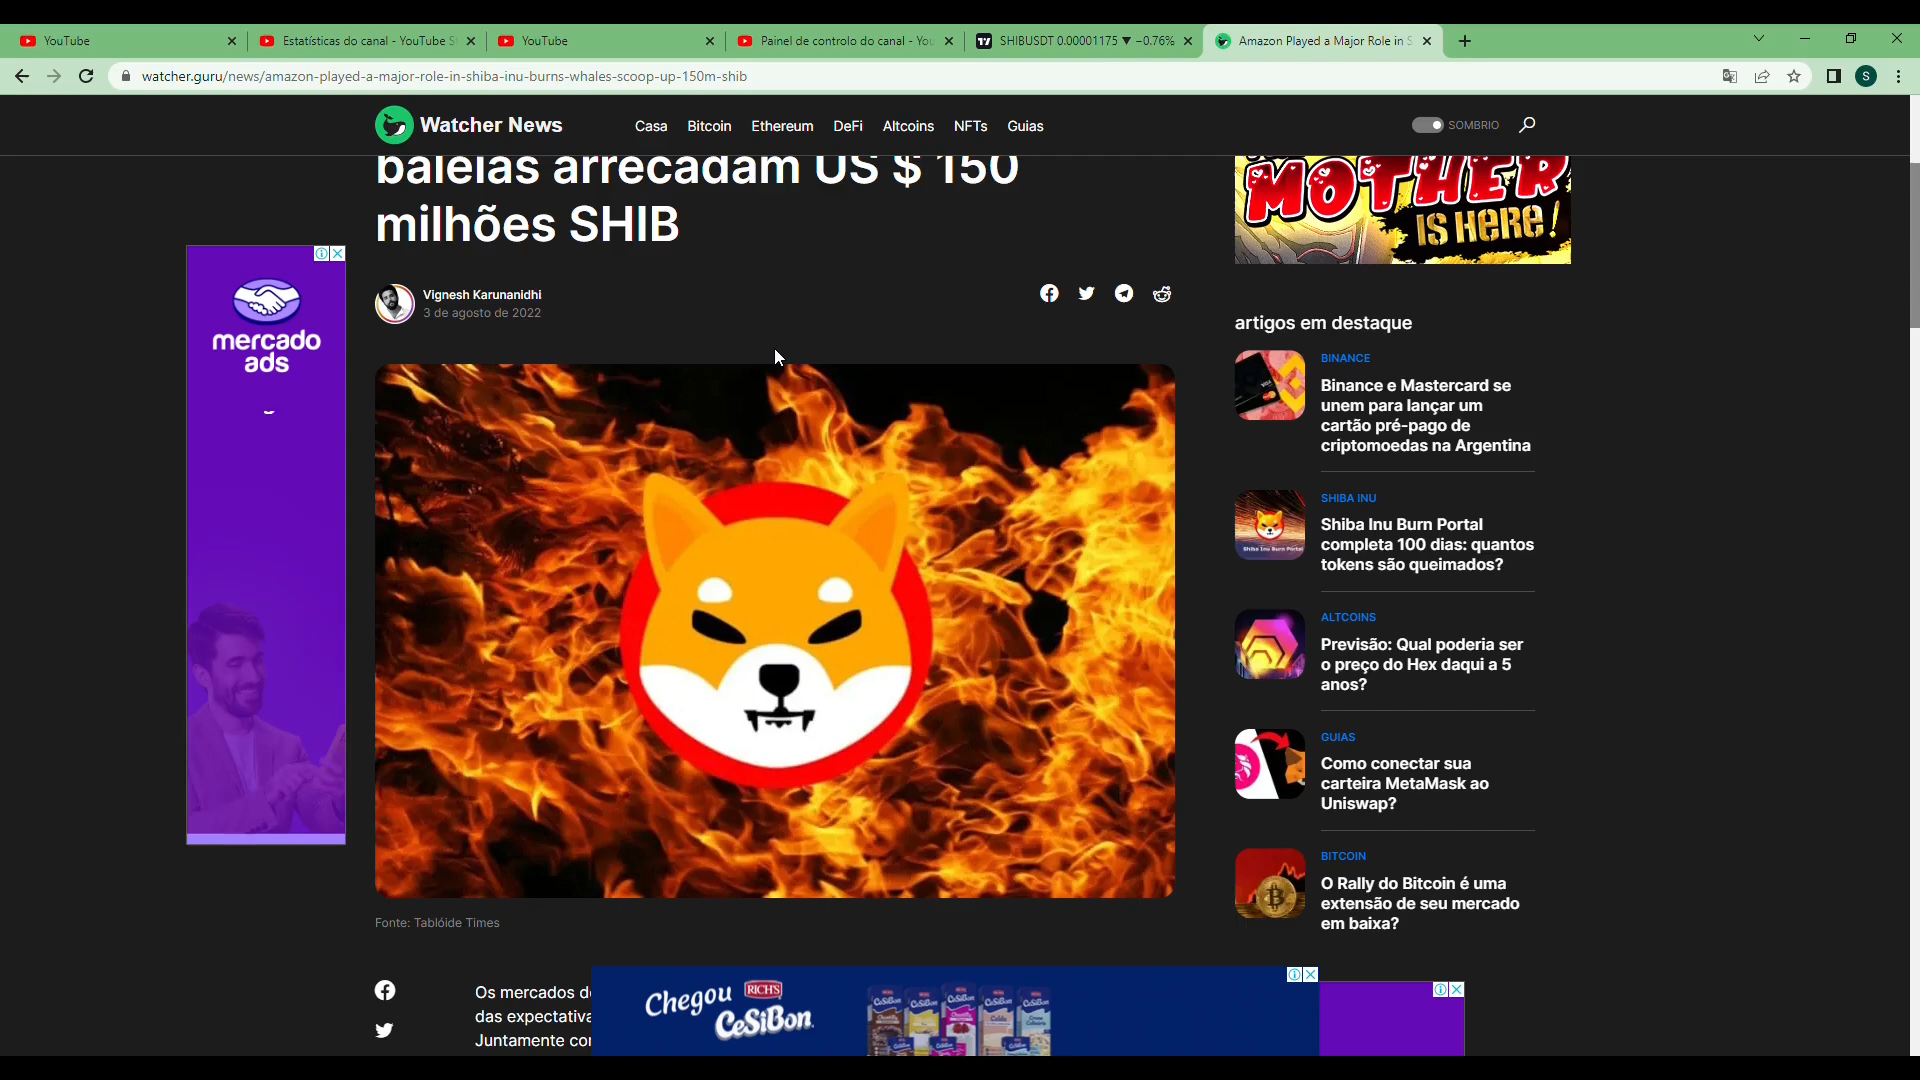 YouTube
Estatísticas do canal - YouTube S
YouTube
Painel de controlo do canal - You
SHIBUSDT 0.00001175 ▼ −0.76%
Amazon Played a Major Role in S
watcher.guru/news/amazon-played-a-major-role-in-shiba-inu-burns-whales-scoop-up-150m-shib
S
Watcher News
Casa
Bitcoin
Ethereum
DeFi
Altcoins
NFTs
Guias
SOMBRIO
baleias arrecadam US $ 150
milhões SHIB
Vignesh Karunanidhi
3 de agosto de 2022
mercado
ads
Fonte: Tablóide Times
Os mercados d
das expectativa
Juntamente co
Chegou
RICH'S
CeSiBon
MOTHER
IS HERE!
artigos em destaque
BINANCE
Binance e Mastercard se
unem para lançar um
cartão pré-pago de
criptomoedas na Argentina
SHIBA INU
Shiba Inu Burn Portal
Shiba Inu Burn Portal
completa 100 dias: quantos
tokens são queimados?
ALTCOINS
Previsão: Qual poderia ser
o preço do Hex daqui a 5
anos?
GUIAS
Como conectar sua
carteira MetaMask ao
Uniswap?
BITCOIN
O Rally do Bitcoin é uma
extensão de seu mercado
em baixa?